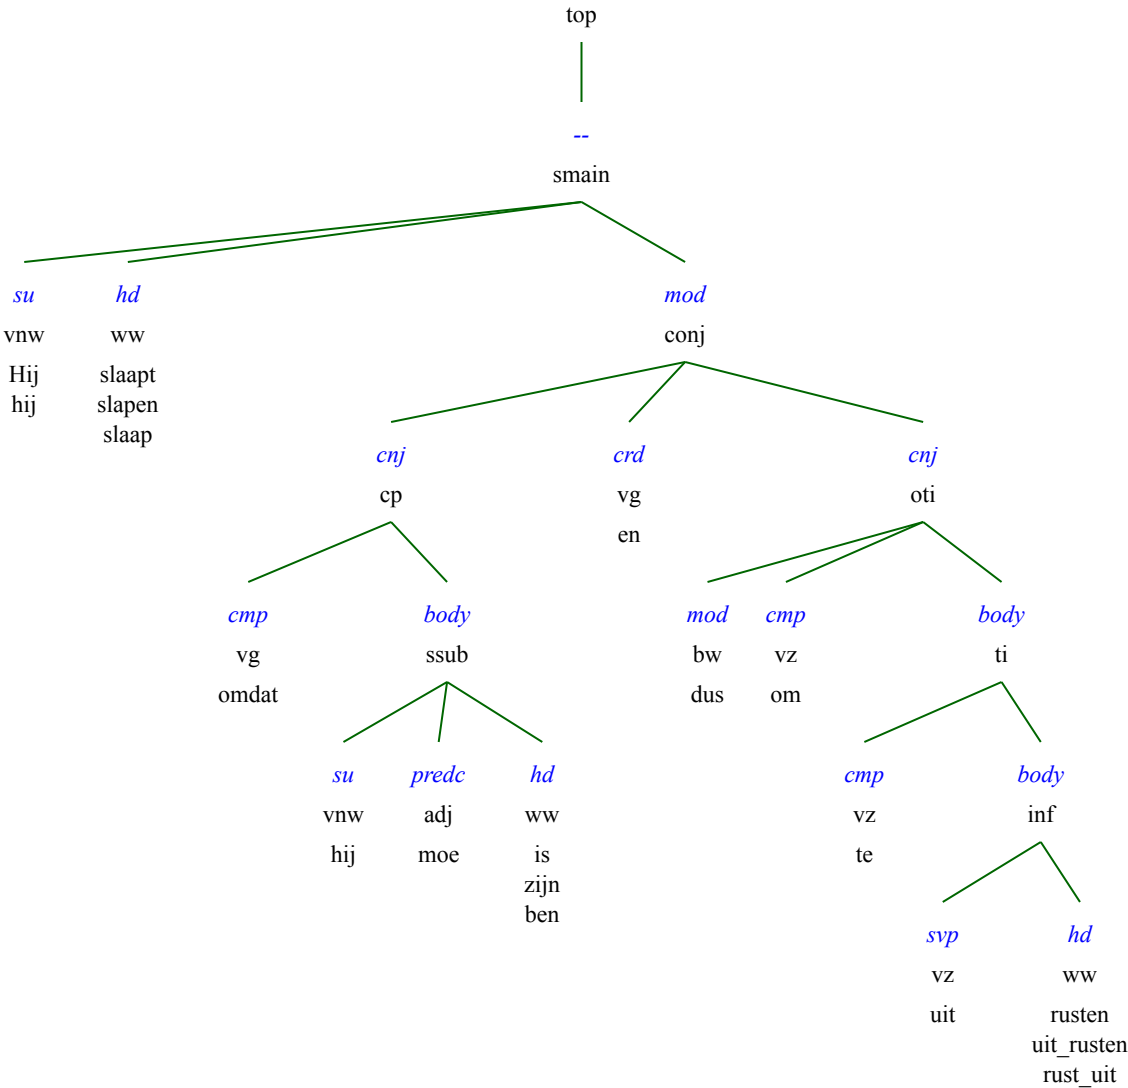 top
--
smain
su hd mod
vnw ww conj
Hij slaapt
hij slapen
slaap
cnj crd cnj
cp vg oti
en
cmp body mod cmp body
vg ssub bw vz ti
omdat dus om
su predc hd cmp body
vnw adj ww vz inf
hij moe is te
zijn
ben
svp hd
vz ww
uit rusten
uit_rusten
rust_uit